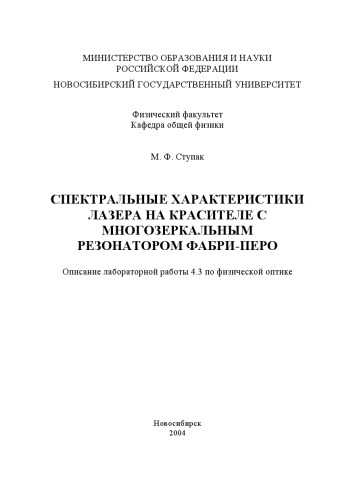 МИНИСТЕРСТВО ОБРАЗОВАНИЯ И НАУКИ
РОССИЙСКОЙ ФЕДЕРАЦИИ
НОВОСИБИРСКИЙ ГОСУДАРСТВЕННЫЙ УНИВЕРСИТЕТ
Физический факультет
Кафедра общей физики
М. Ф. Ступак
СПЕКТРАЛЬНЫЕ ХАРАКТЕРИСТИКИ
ЛАЗЕРА НА КРАСИТЕЛЕ С
МНОГОЗЕРКАЛЬНЫМ
РЕЗОНАТОРОМ ФАБРИ-ПЕРО
Описание лабораторной работы 4.3 по физической оптике
Новосибирск
2004